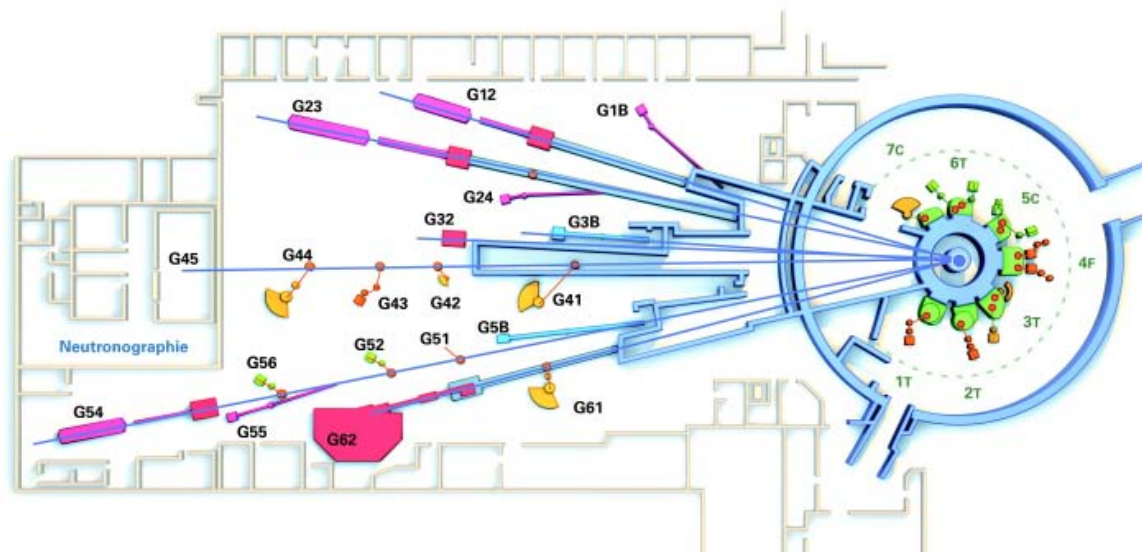 G12
G23
G1B
7C
6T
G24
5C
G32
G3B
G45
G44
4F
G43
G42
G41
3T
G5B
Neutronographie
G51
G52
G56
1T
2T
G61
G54
G55
G62